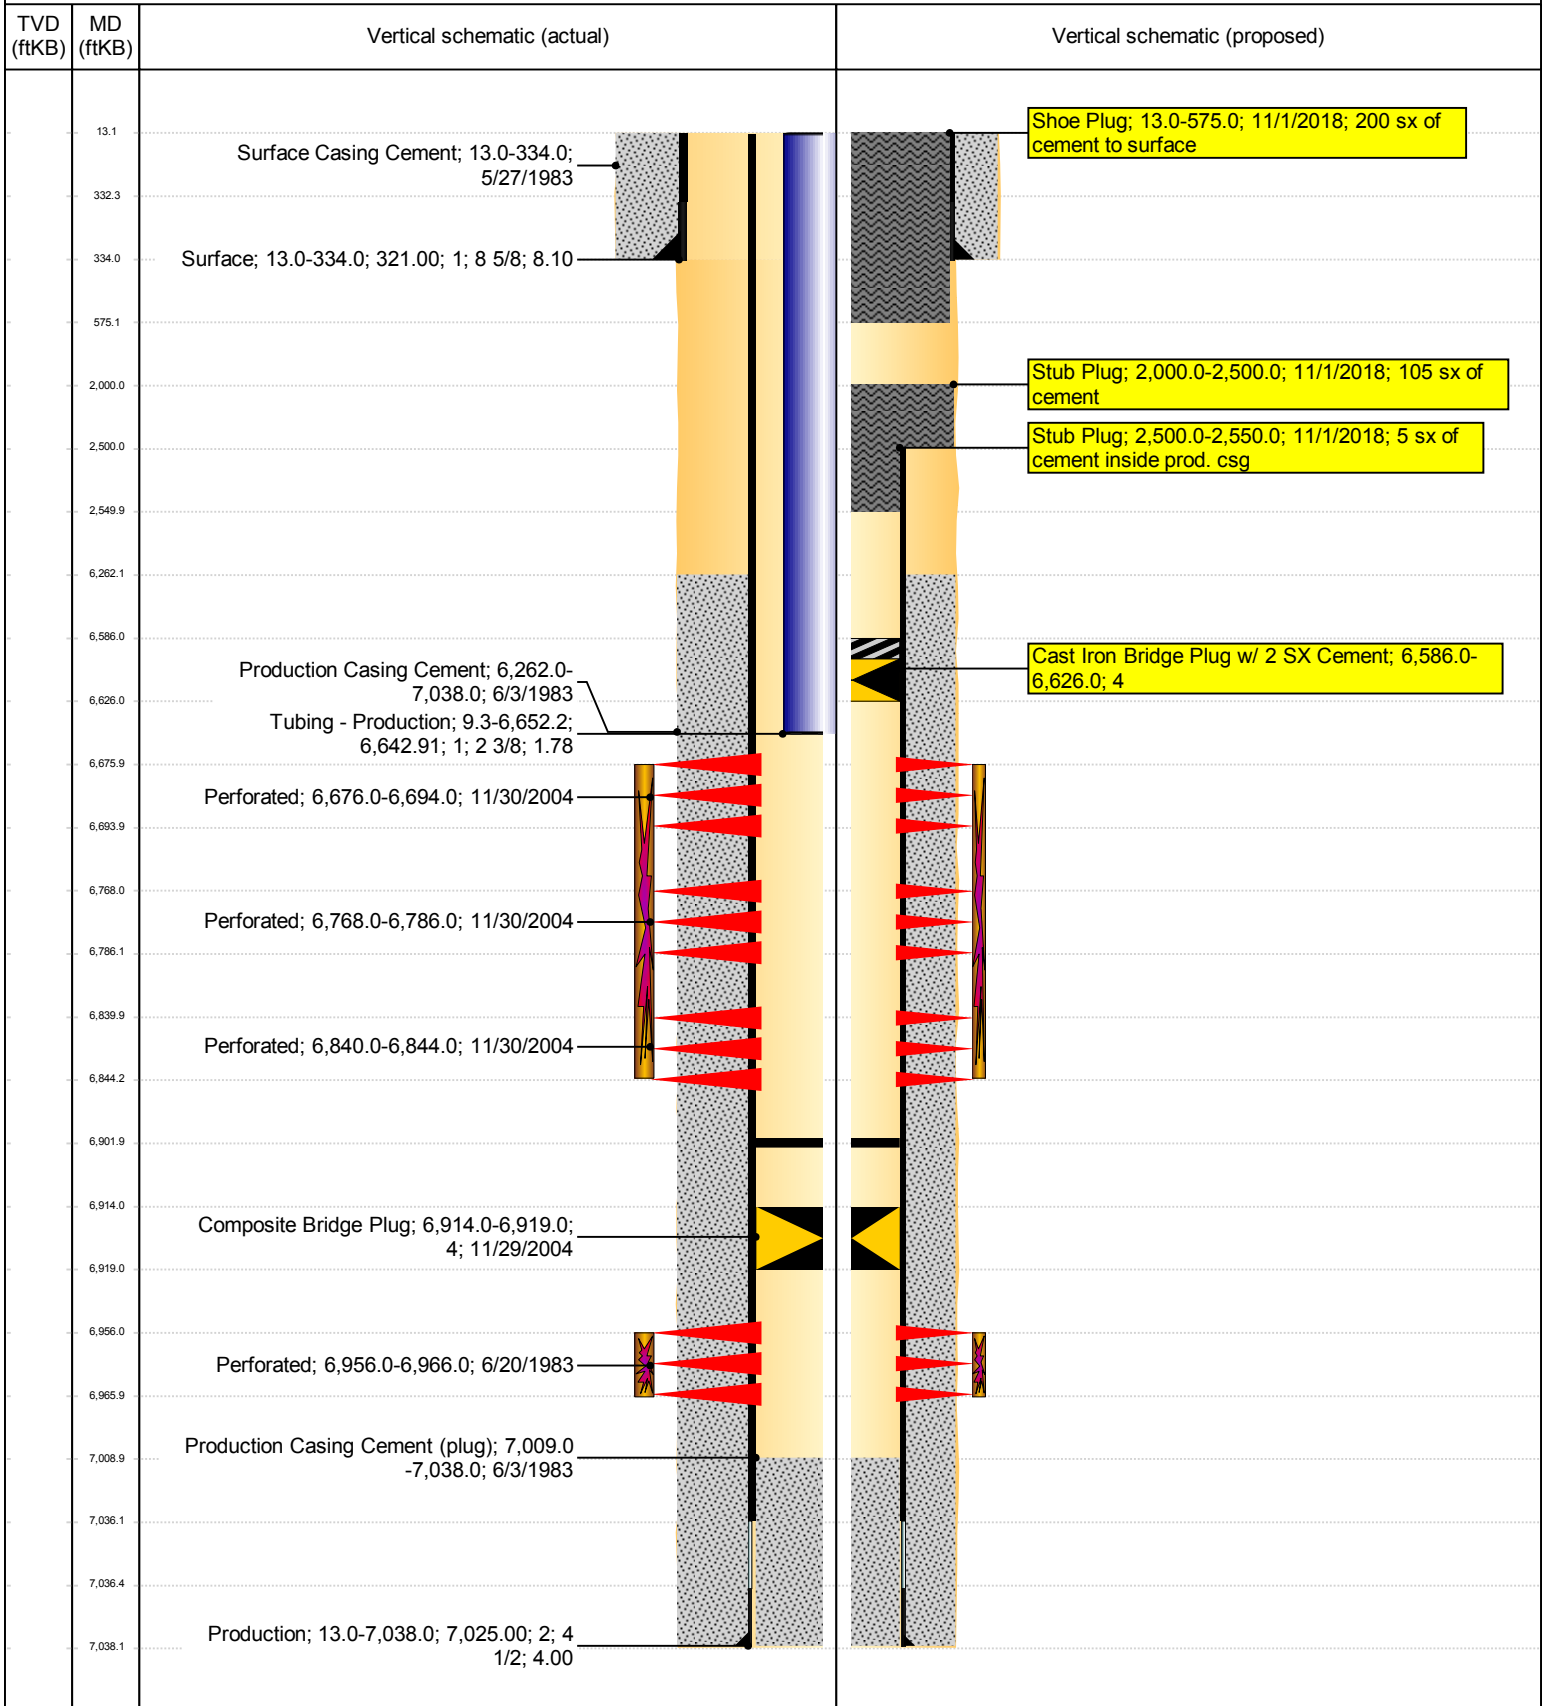 TVD
(ftKB)
MD
(ftKB)
Vertical schematic (actual)
Vertical schematic (proposed)
13.1
Shoe Plug; 13.0-575.0; 11/1/2018; 200 sx of
cement to surface
Surface Casing Cement; 13.0-334.0;
5/27/1983
332.3
334.0
Surface; 13.0-334.0; 321.00; 1; 8 5/8; 8.10
575.1
2,000.0
Stub Plug; 2,000.0-2,500.0; 11/1/2018; 105 sx of
cement
2,500.0
Stub Plug; 2,500.0-2,550.0; 11/1/2018; 5 sx of
cement inside prod. csg
2,549.9
6,262.1
6,586.0
Cast Iron Bridge Plug w/ 2 SX Cement; 6,586.0-
6,626.0; 4
Production Casing Cement; 6,262.0-
7,038.0; 6/3/1983
6,626.0
Tubing - Production; 9.3-6,652.2;
6,642.91; 1; 2 3/8; 1.78
6,675.9
Perforated; 6,676.0-6,694.0; 11/30/2004
6,693.9
6,768.0
Perforated; 6,768.0-6,786.0; 11/30/2004
6,786.1
6,839.9
Perforated; 6,840.0-6,844.0; 11/30/2004
6,844.2
6,901.9
6,914.0
Composite Bridge Plug; 6,914.0-6,919.0;
4; 11/29/2004
6,919.0
6,956.0
Perforated; 6,956.0-6,966.0; 6/20/1983
6,965.9
Production Casing Cement (plug); 7,009.0
-7,038.0; 6/3/1983
7,008.9
7,036.1
7,036.4
Production; 13.0-7,038.0; 7,025.00; 2; 4
1/2; 4.00
7,038.1